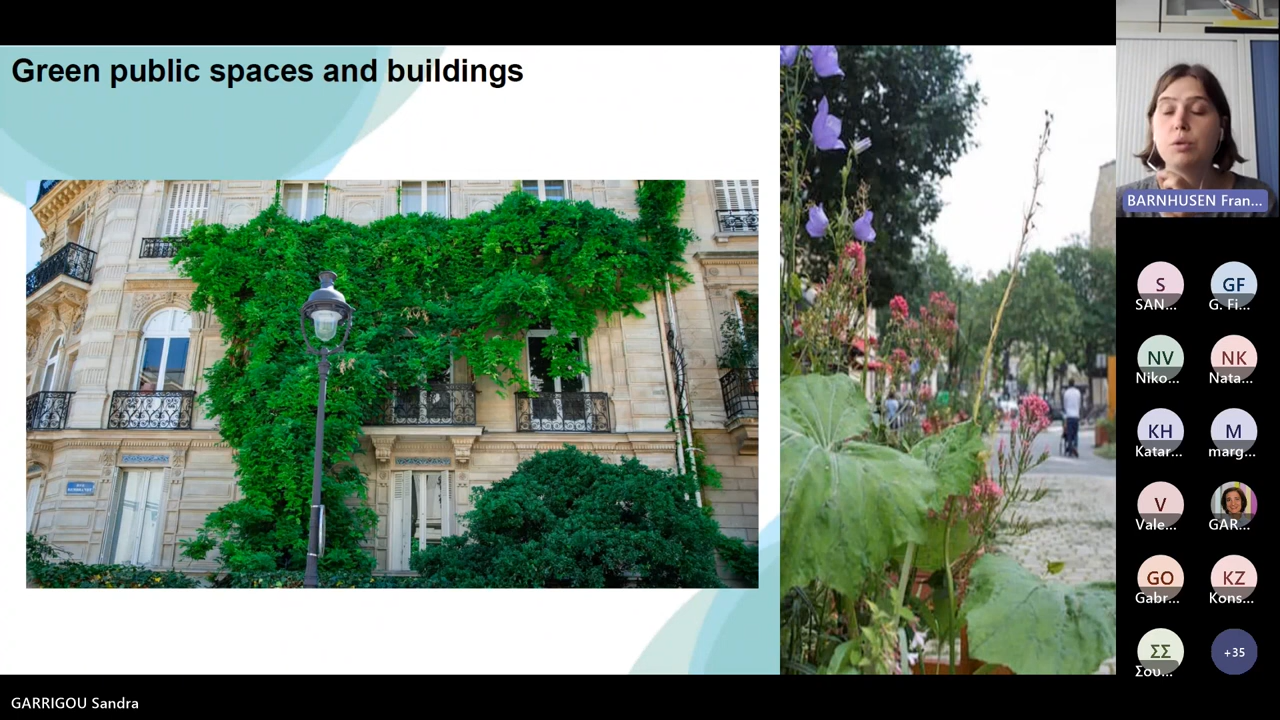 Green public spaces and buildings
BARNHUSEN Fran...
S
SAN...
GF
G. Fi...
NV
Niko...
NK
Nata...
KH
Katar...
M
marg...
V
Vale...
GAR...
GO
Gabr...
KZ
Kons...
ΣΣ
Σου...
+35
GARRIGOU Sandra